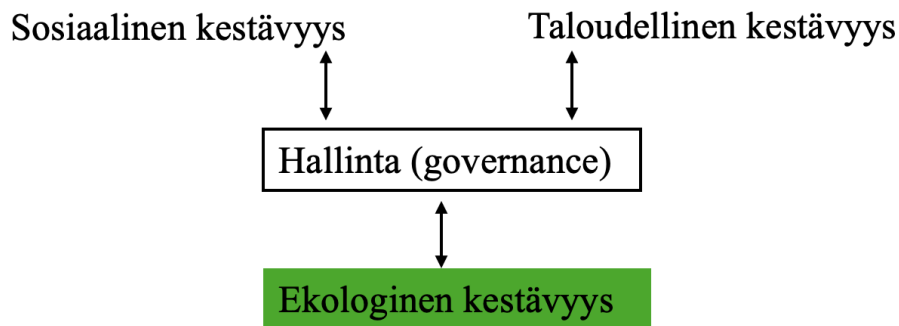 Sosiaalinen kestävyys
Taloudellinen kestävyys
Hallinta (governance)
Ekologinen kestävyys